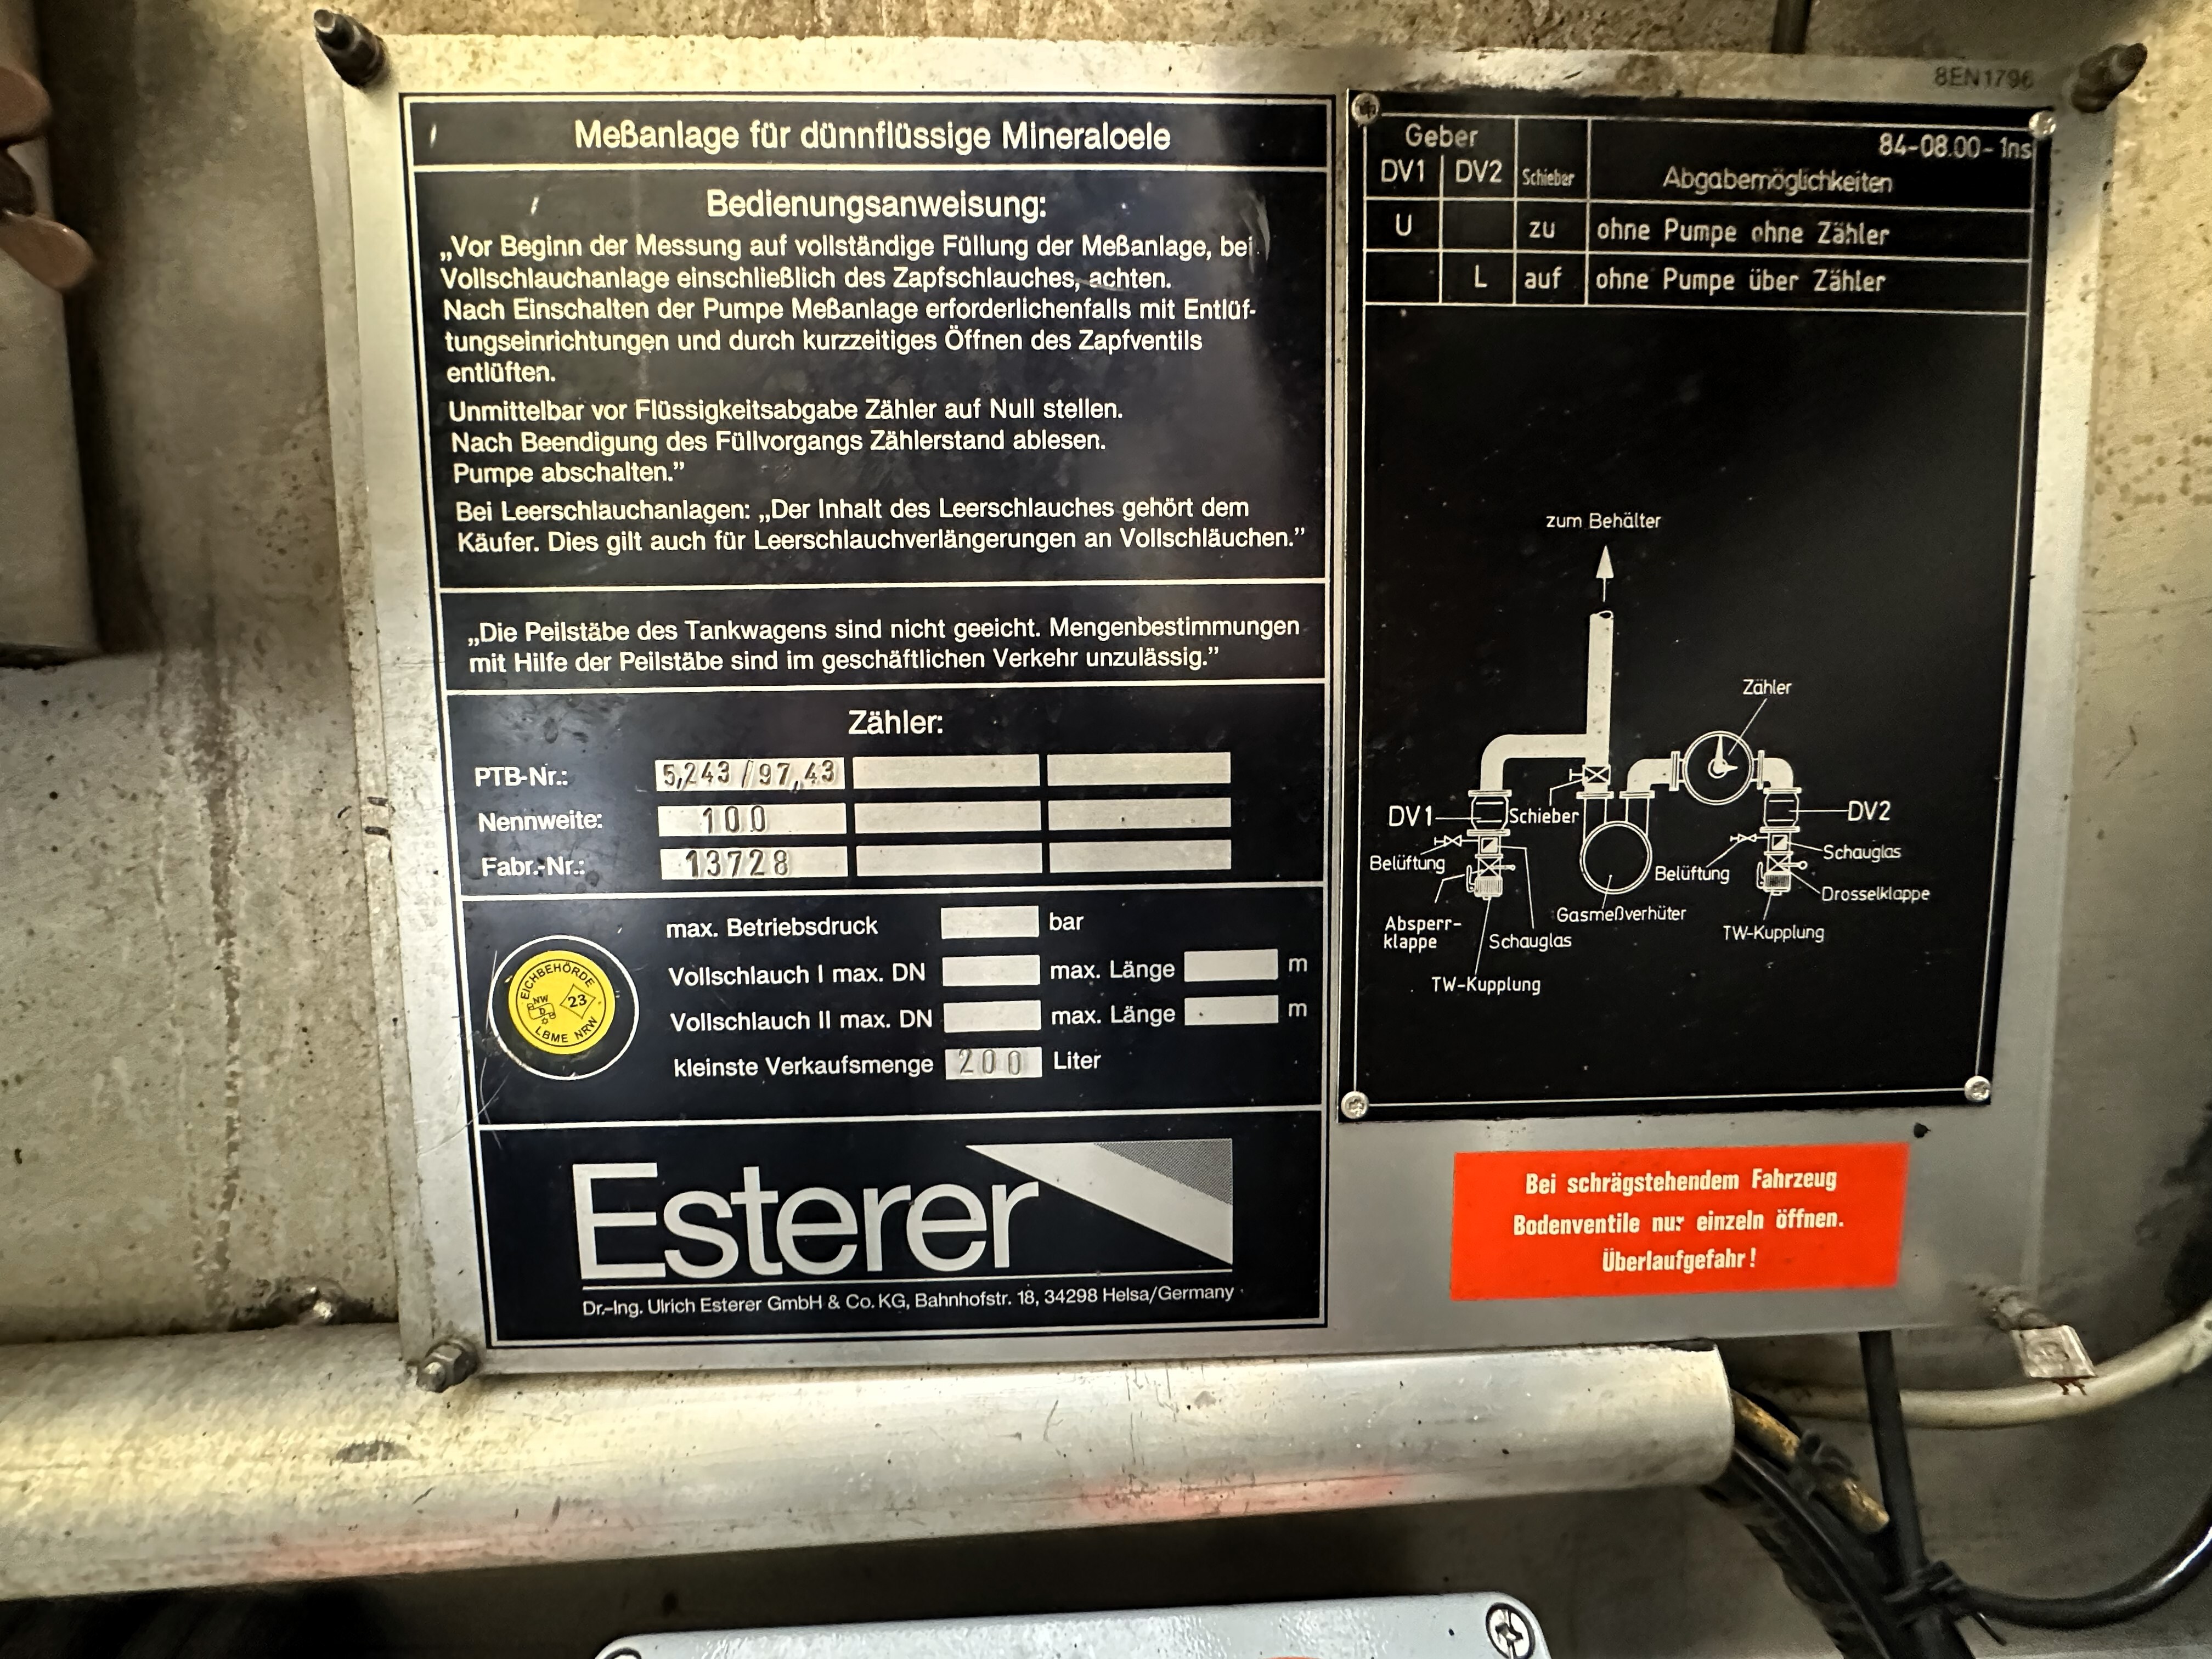 Meßanlage für dünnflüssige Mineraloele
Bedienungsanweisung:
„Vor Beginn der Messung auf vollständige Füllung der Meßanlage, bei
Vollschlauchanlage einschließlich des Zapfschlauches, achten.
Nach Einschalten der Pumpe Meßanlage erforderlichenfalls mit Entlüf-
tungseinrichtungen und durch kurzzeitiges Öffnen des Zapfventils
entlüften.
Unmittelbar vor Flüssigkeitsabgabe Zähler auf Null stellen.
Nach Beendigung des Füllvorgangs Zählerstand ablesen.
Pumpe abschalten.”
Bei Leerschlauchanlagen: „Der Inhalt des Leerschlauches gehört dem
Käufer. Dies gilt auch für Leerschlauchverlängerungen an Vollschläuchen.”
„Die Peilstäbe des Tankwagens sind nicht geeicht. Mengenbestimmungen
mit Hilfe der Peilstäbe sind im geschäftlichen Verkehr unzulässig.”
Zähler:
PTB-Nr.: 5,243/97,43
Nennweite: 100
Fabr.-Nr.: 13728
max. Betriebsdruck bar
Vollschlauch I max. DN max. Länge m
Vollschlauch II max. DN max. Länge m
kleinste Verkaufsmenge 200 Liter
EICHBEHÖRDE
NW
D
23
LBME NRW
Esterer
Dr.-Ing. Ulrich Esterer GmbH & Co. KG, Bahnhofstr. 18, 34298 Helsa/Germany
8EN1796
84-08.00-1ns
Geber
DV1 DV2 Schieber Abgabemöglichkeiten
U zu ohne Pumpe ohne Zähler
L auf ohne Pumpe über Zähler
zum Behälter
Zähler
DV1
Schieber
DV2
Belüftung
Belüftung
Schauglas
Drosselklappe
Absperr-
klappe
Schauglas
Gasmeßverhüter
TW-Kupplung
TW-Kupplung
Bei schrägstehendem Fahrzeug
Bodenventile nur einzeln öffnen.
Überlaufgefahr!